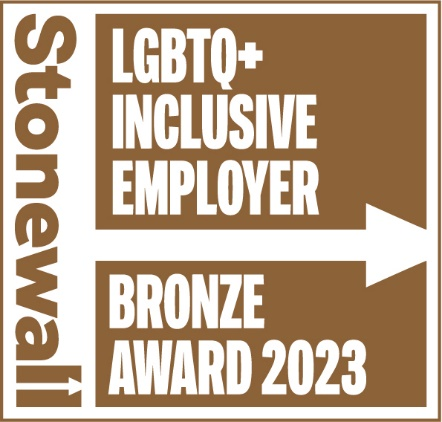 Stonewall
LGBTQ+
INCLUSIVE
EMPLOYER
BRONZE
AWARD 2023